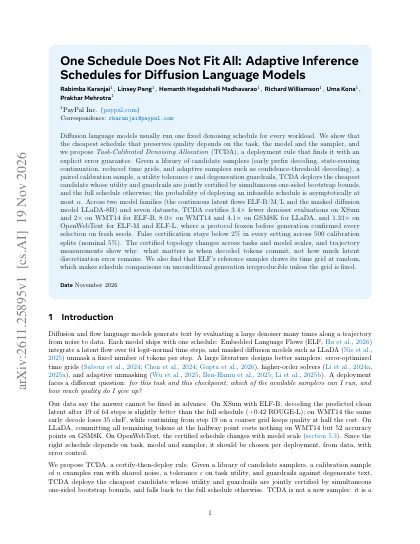 One Schedule Does Not Fit All: Adaptive Inference
Schedules for Diffusion Language Models
Rabimba Karanjai¹, Linsey Pang¹, Hemanth Hegadehalli Madhavarao¹, Richard Williamson¹, Uma Kona¹,
Prakhar Mehrotra¹
¹PayPal Inc. (paypal.com)
Correspondence: rkaranjai@paypal.com
Diffusion language models usually run one fixed denoising schedule for every workload. We show that
the cheapest schedule that preserves quality depends on the task, the model and the sampler, and
we propose Task-Calibrated Denoising Allocation (TCDA), a deployment rule that finds it with an
explicit error guarantee. Given a library of candidate samplers (early prefix decoding, state-reusing
continuation, reduced time grids, and adaptive samplers such as confidence-threshold decoding), a
paired calibration sample, a utility tolerance ε and degeneration guards, TCDA deploys the cheapest
candidate whose utility and guardrails are jointly certified by simultaneous one-sided bootstrap bounds,
and the full schedule otherwise; the probability of deploying an infeasible schedule is asymptotically at
most α. Across two model families (the continuous latent flows ELF-B/M/L and the masked diffusion
model LLaDA-8B) and seven datasets, TCDA certifies 3.4× fewer denoiser evaluations on XSum
and 2× on WMT14 for ELF-B, 8.0× on WMT14 and 4.1× on GSM8K for LLaDA, and 1.33× on
OpenWebText for ELF-M and ELF-L, where a protocol frozen before generation confirmed every
selection on fresh seeds. False certification stays below 2% in every setting across 500 calibration
splits (nominal 5%). The certified topology changes across tasks and model scales, and trajectory
measurements show why: what matters is when decoded tokens commit, not how much latent
discretization error remains. We also find that ELF's reference sampler draws its time grid at random,
which makes schedule comparisons on unconditional generation irreproducible unless the grid is fixed.
Date November 2026
1 Introduction
Diffusion and flow-language models generate text by evaluating a large denoiser many times along a trajectory
from noise to data. Each model ships with one schedule. Embedded Language Flows (ELF; Hu et al., 2026)
integrate a latent flow over 64 logit-normal time steps, and masked diffusion models such as LLaDA (Nie et al.,
2025) unmask a fixed number of tokens per step. A large literature designs better samplers: error-optimized
time grids (Sabour et al., 2024; Chen et al., 2024; Gupta et al., 2026), higher-order solvers (Li et al., 2024a,
2025a), and adaptive unmasking (Wu et al., 2025; Ben-Hamu et al., 2025; Li et al., 2025b). A deployment
faces a different question: for this task and this checkpoint, which of the available samplers can I run, and
how much quality do I give up?
Our data say the answer cannot be fixed in advance. On XSum with ELF-B, decoding the predicted clean
latent after 19 of 64 steps is slightly better than the full schedule (+0.42 ROUGE-L); on WMT14 the same
early decode loses 35 chrF, while continuing from step 19 on a coarser grid keeps quality at half the cost. On
LLaDA, committing all remaining tokens at the halfway point costs nothing on WMT14 but 52 accuracy
points on GSM8K. On OpenWebText, the certified schedule changes with model scale (section 5.3). Since the
right schedule depends on task, model and sampler, it should be chosen per deployment, from data, with
error control.
We propose TCDA, a certify-then-deploy rule. Given a library of candidate samplers, a calibration sample
of n examples run with shared noise, a tolerance ε on task utility, and guardrails against degenerate text,
TCDA deploys the cheapest candidate whose utility and guardrails are jointly certified by simultaneous
one-sided bootstrap bounds, and falls back to the full schedule otherwise. TCDA is not a new sampler: it is a
1
arXiv:2611.25895v1 [cs.AI] 19 Nov 2026